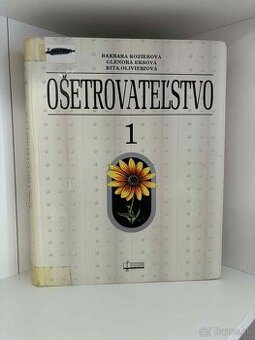 BARBARA KOZIEROVÁ
GLENORA ERBOVÁ
RITA OLIVIERIOVÁ
OŠETROVATEĽSTVO
1